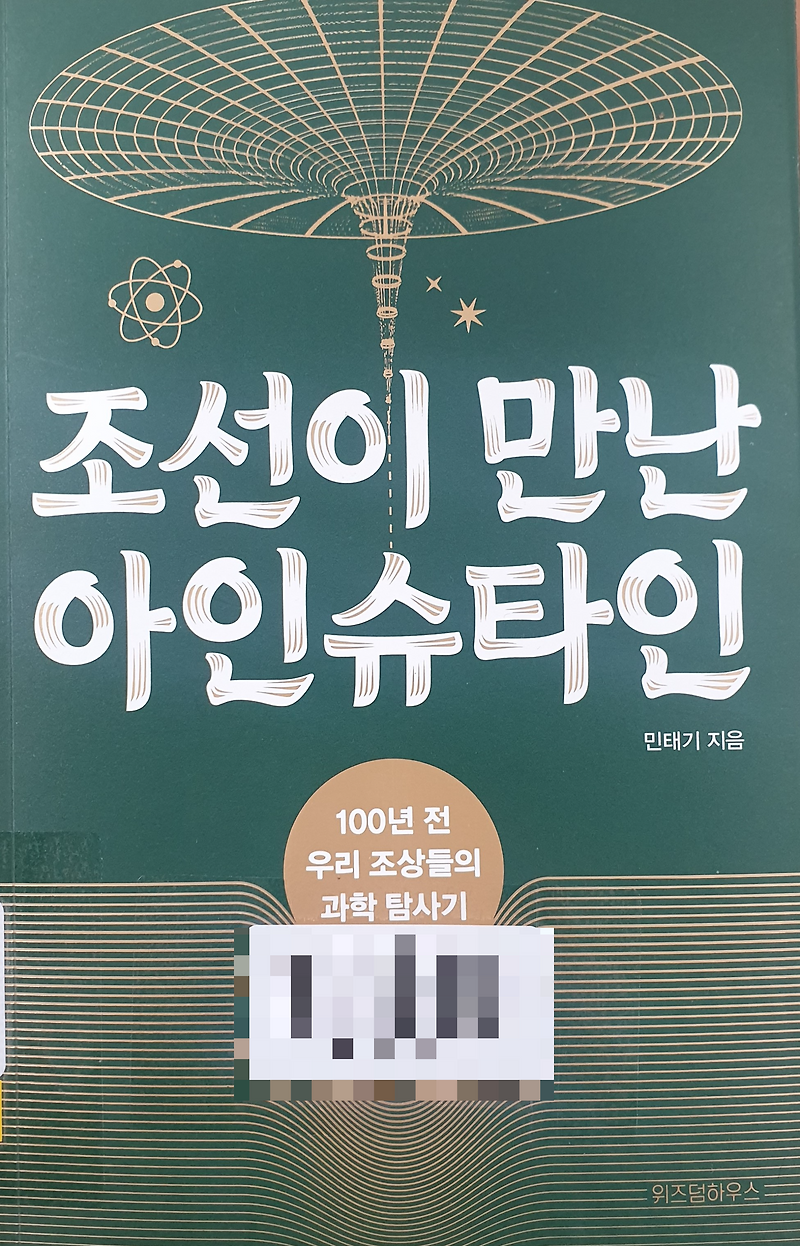 조선이 만난
아인슈타인
민태기 지음
100년 전
우리 조상들의
과학 탐사기
위즈덤하우스